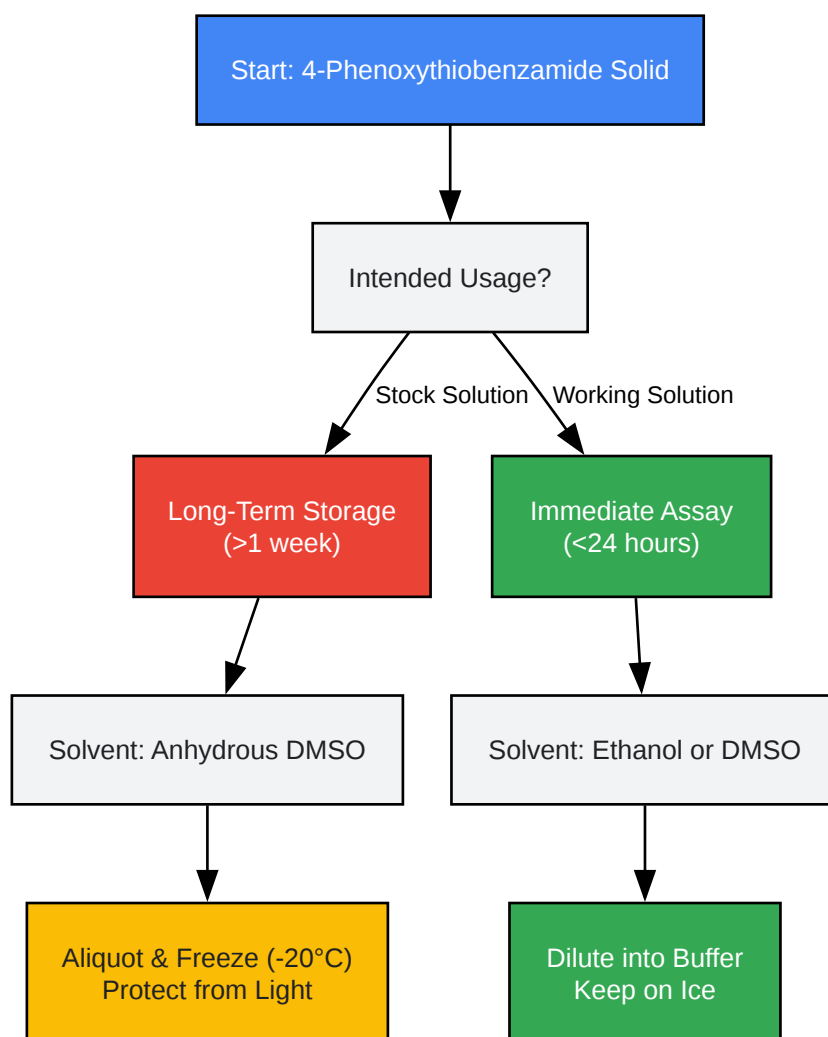 Start: 4-Phenoxythiobenzamide Solid
Intended Usage?
Stock Solution
Working Solution
Long-Term Storage
(>1 week)
Immediate Assay
(<24 hours)
Solvent: Anhydrous DMSO
Solvent: Ethanol or DMSO
Aliquot & Freeze (-20°C)
Protect from Light
Dilute into Buffer
Keep on Ice